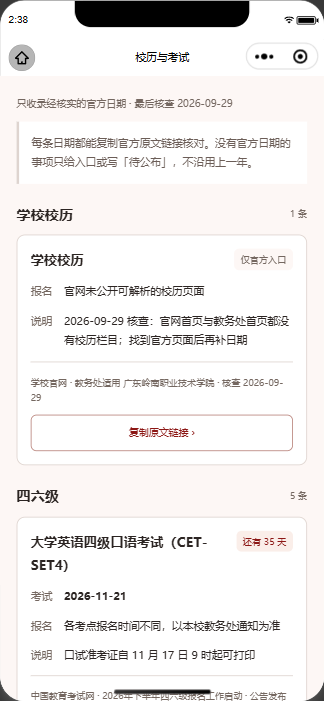 2:38
校历与考试
只收录经核实的官方日期 · 最后核查 2026-09-29
每条日期都能复制官方原文链接核对。没有官方日期的
事项只给入口或写「待公布」，不沿用上一年。
学校校历
1 条
学校校历
仅官方入口
报名 官网未公开可解析的校历页面
说明 2026-09-29 核查：官网首页与教务处首页都没
有校历栏目；找到官方页面后再补日期
学校官网 · 教务处适用 广东岭南职业技术学院 · 核查 2026-09-
29
复制原文链接 ›
四六级
5 条
大学英语四级口语考试（CET-
SET4）
还有 35 天
考试 2026-11-21
报名 各考点报名时间不同，以本校教务处通知为准
说明 口试准考证自 11 月 17 日 9 时起可打印
中国教育考试网 · 2026年下半年四六级报名工作启动 · 公告发布